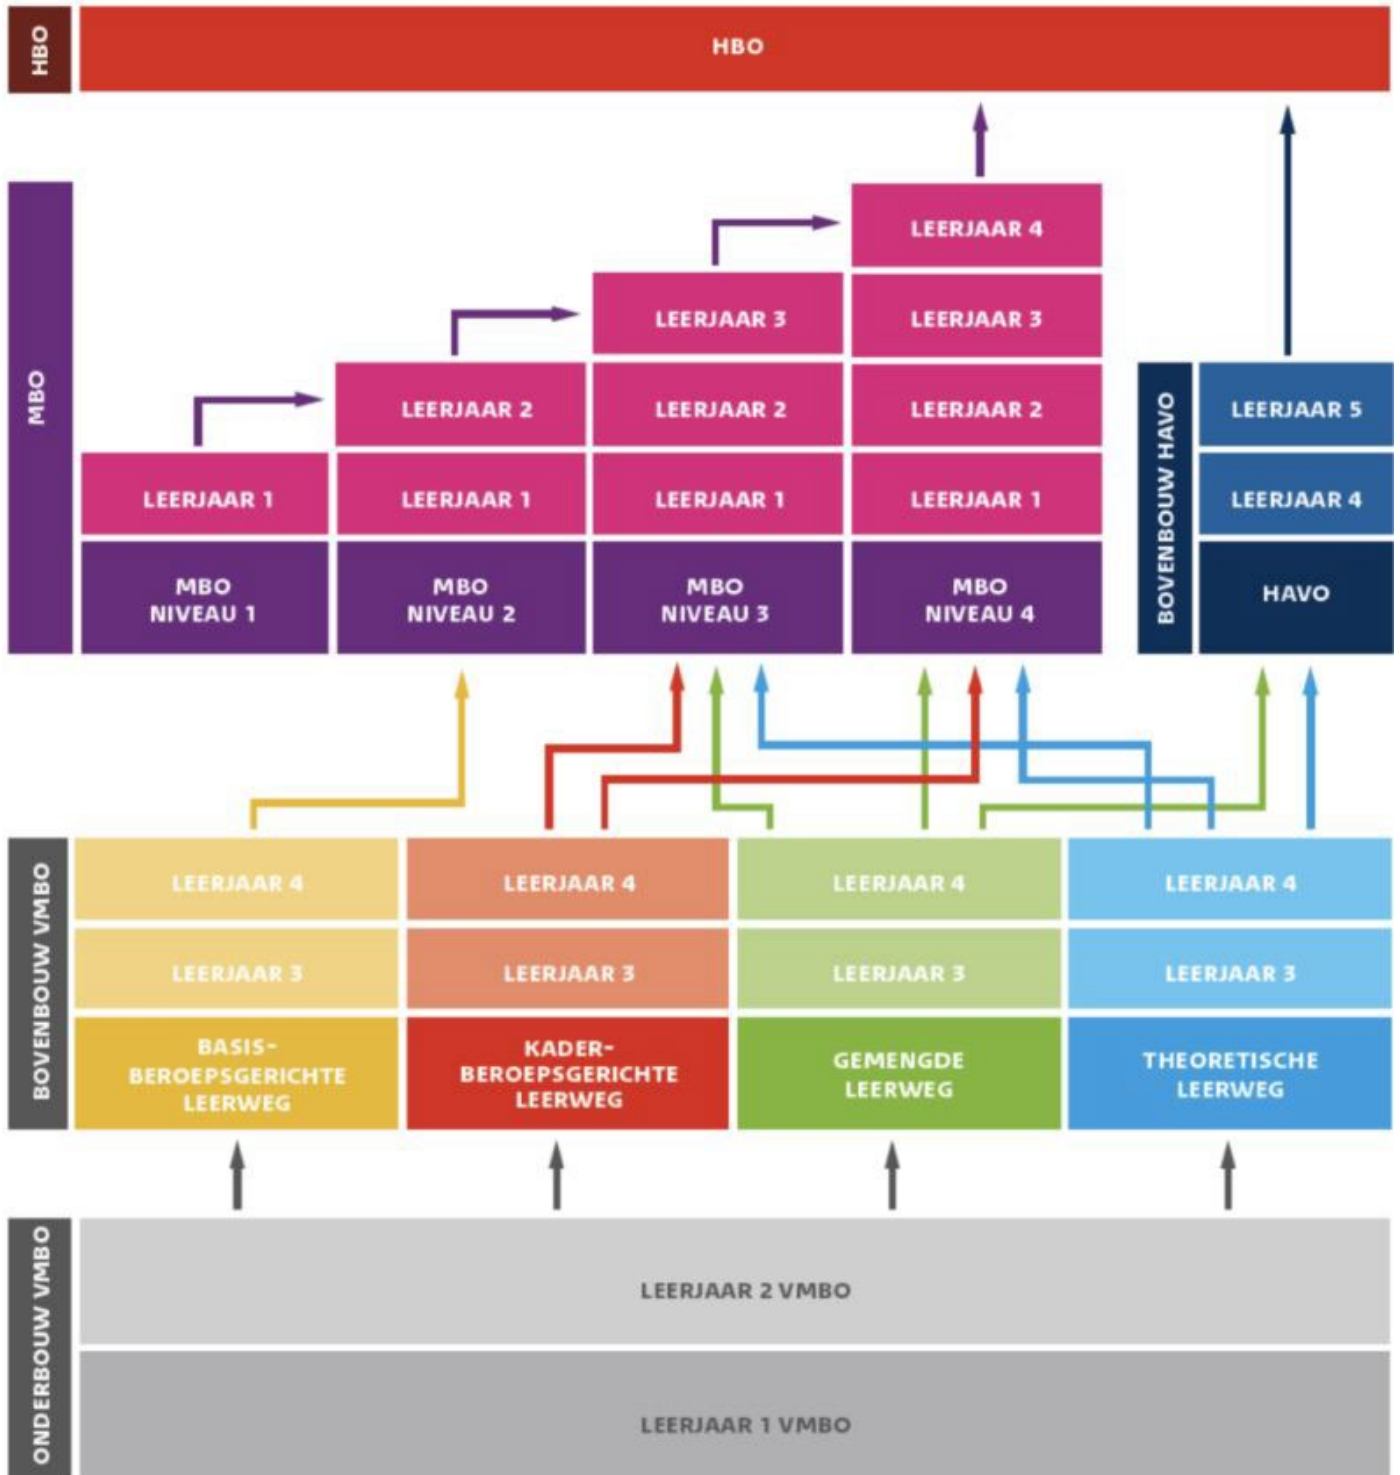 HBO
HBO
MBO
LEERJAAR 4
LEERJAAR 3
LEERJAAR 3
LEERJAAR 2
LEERJAAR 2
LEERJAAR 2
LEERJAAR 1
LEERJAAR 1
LEERJAAR 1
LEERJAAR 1
MBO
NIVEAU 1
MBO
NIVEAU 2
MBO
NIVEAU 3
MBO
NIVEAU 4
BOVENBOUW HAVO
LEERJAAR 5
LEERJAAR 4
HAVO
BOVENBOUW VMBO
LEERJAAR 4
LEERJAAR 4
LEERJAAR 4
LEERJAAR 4
LEERJAAR 3
LEERJAAR 3
LEERJAAR 3
LEERJAAR 3
BASIS-
BEROEPSGERICHTE
LEERWEG
KADER-
BEROEPSGERICHTE
LEERWEG
GEMENGDE
LEERWEG
THEORETISCHE
LEERWEG
ONDERBOUW VMBO
LEERJAAR 2 VMBO
LEERJAAR 1 VMBO